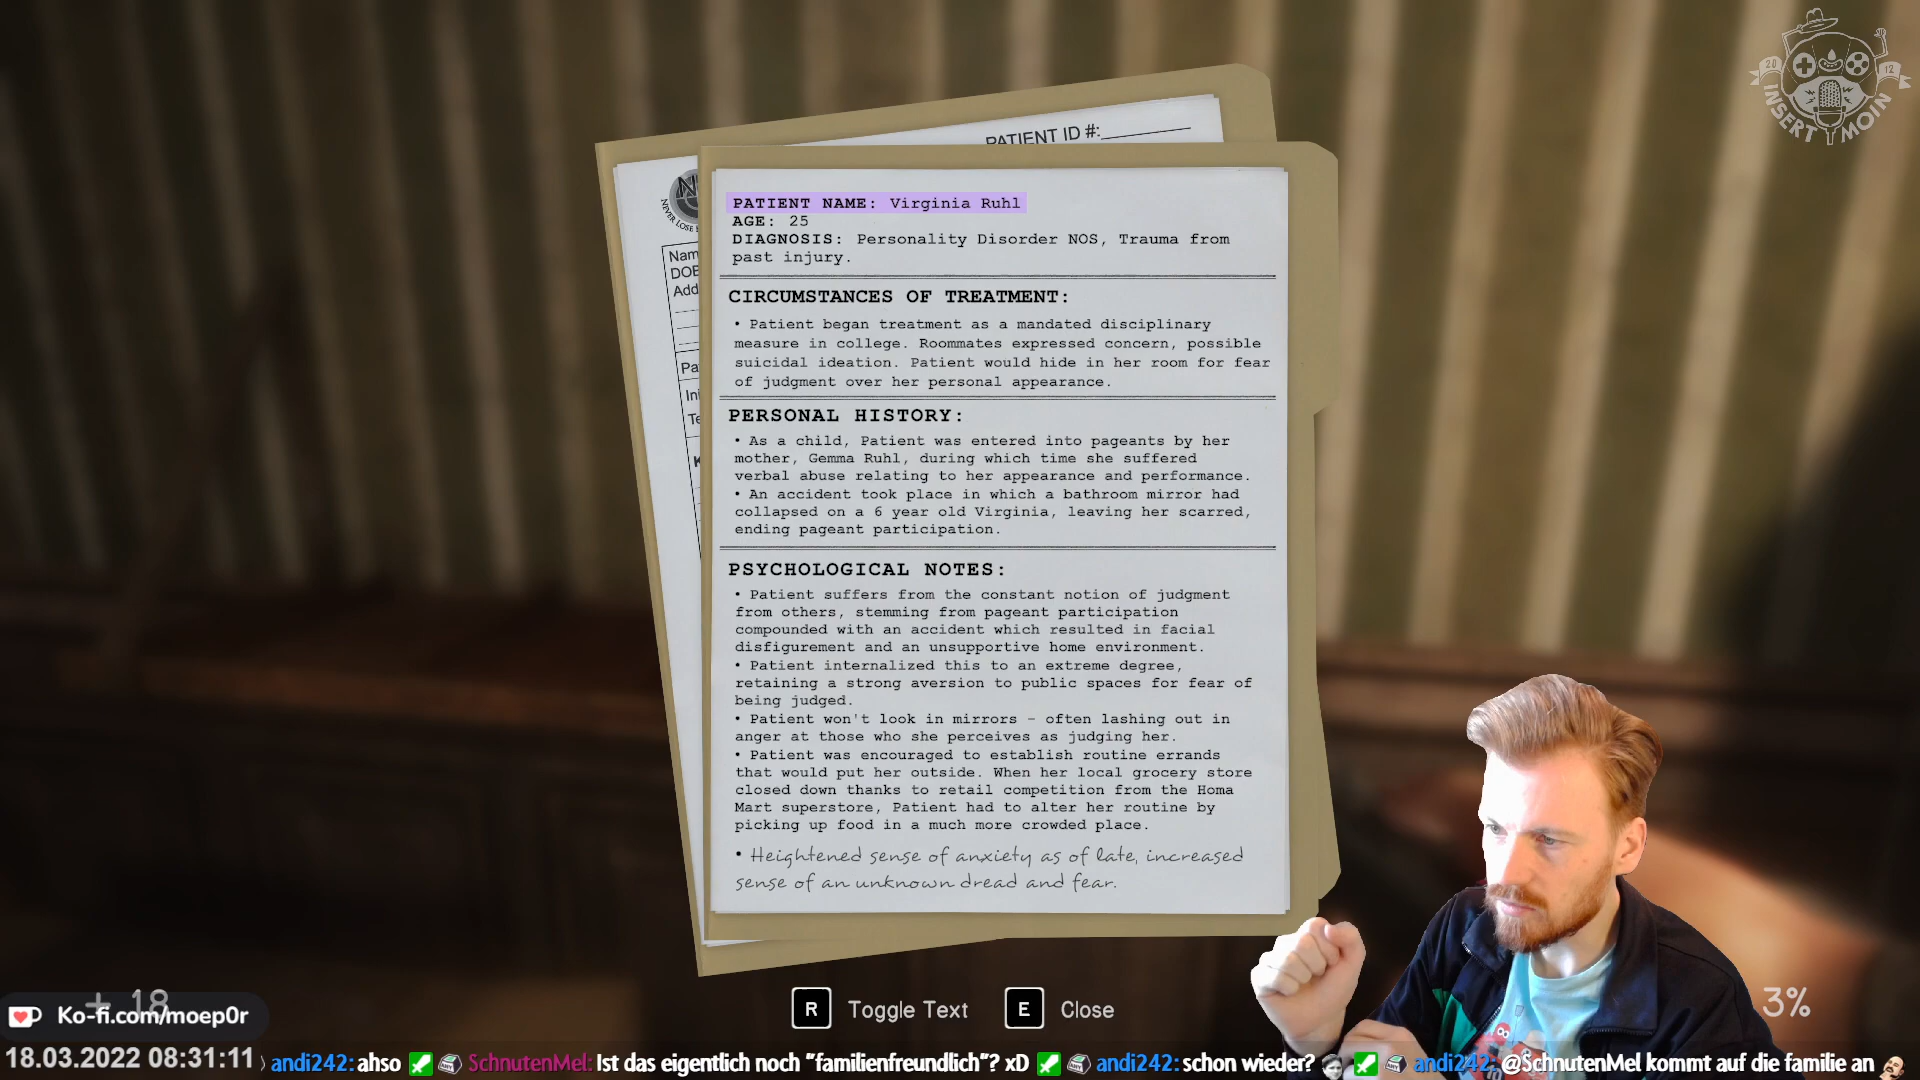 20 12
INSERT MOIN
PATIENT ID #:
NEVER LOSE
Nam
DOB
Add
Pa
Ini
Te
PATIENT NAME: Virginia Ruhl
AGE: 25
DIAGNOSIS: Personality Disorder NOS, Trauma from
past injury.
CIRCUMSTANCES OF TREATMENT:
• Patient began treatment as a mandated disciplinary
measure in college. Roommates expressed concern, possible
suicidal ideation. Patient would hide in her room for fear
of judgment over her personal appearance.
PERSONAL HISTORY:
• As a child, Patient was entered into pageants by her
mother, Gemma Ruhl, during which time she suffered
verbal abuse relating to her appearance and performance.
• An accident took place in which a bathroom mirror had
collapsed on a 6 year old Virginia, leaving her scarred,
ending pageant participation.
PSYCHOLOGICAL NOTES:
• Patient suffers from the constant notion of judgment
from others, stemming from pageant participation
compounded with an accident which resulted in facial
disfigurement and an unsupportive home environment.
• Patient internalized this to an extreme degree,
retaining a strong aversion to public spaces for fear of
being judged.
• Patient won't look in mirrors - often lashing out in
anger at those who she perceives as judging her.
• Patient was encouraged to establish routine errands
that would put her outside. When her local grocery store
closed down thanks to retail competition from the Homa
Mart superstore, Patient had to alter her routine by
picking up food in a much more crowded place.
• Heightened sense of anxiety as of late, increased
sense of an unknown dread and fear.
R Toggle Text E Close
+ 18
3%
Ko-fi.com/moep0r
18.03.2022 08:31:11
andi242: ahso SchnutenMel: Ist das eigentlich noch "familienfreundlich"? xD andi242: schon wieder? andi242: @SchnutenMel kommt auf die familie an